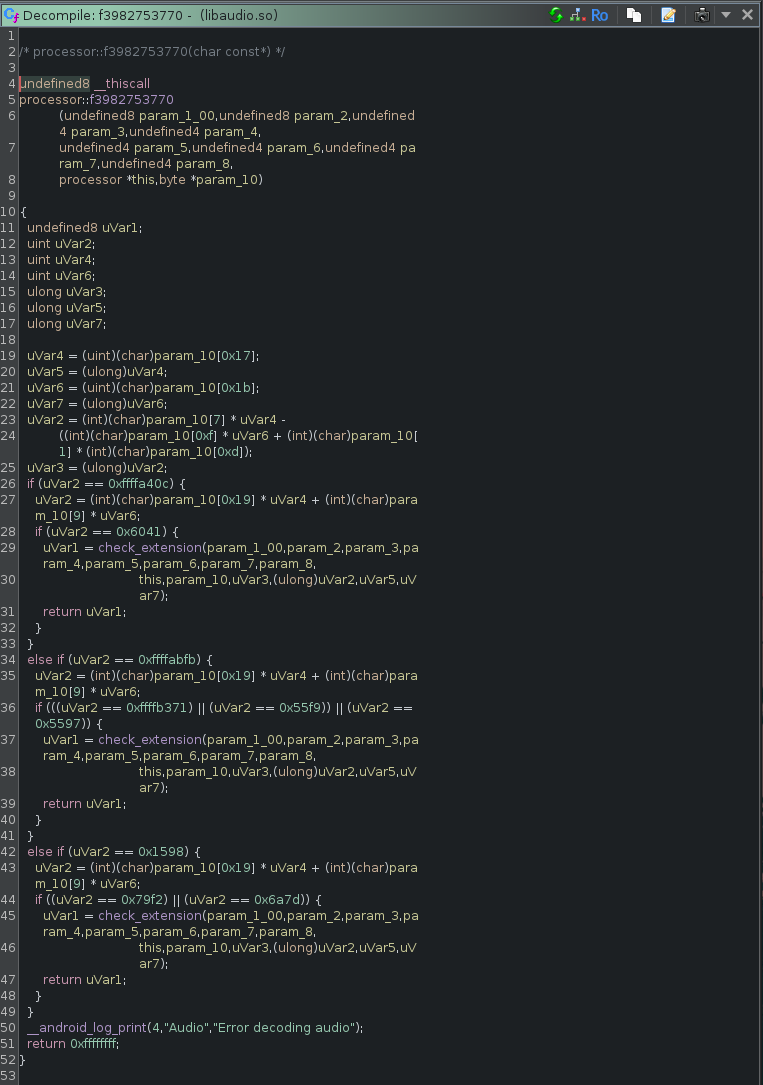 Decompile: f3982753770 - (libaudio.so)
Ro
1
2 /* processor::f3982753770(char const*) */
3
4 undefined8 __thiscall
5 processor::f3982753770
6 (undefined8 param_1_00,undefined8 param_2,undefined
4 param_3,undefined4 param_4,
7 undefined4 param_5,undefined4 param_6,undefined4 pa
ram_7,undefined4 param_8,
8 processor *this,byte *param_10)
9
10 {
11 undefined8 uVar1;
12 uint uVar2;
13 uint uVar4;
14 uint uVar6;
15 ulong uVar3;
16 ulong uVar5;
17 ulong uVar7;
18
19 uVar4 = (uint)(char)param_10[0x17];
20 uVar5 = (ulong)uVar4;
21 uVar6 = (uint)(char)param_10[0x1b];
22 uVar7 = (ulong)uVar6;
23 uVar2 = (int)(char)param_10[7] * uVar4 -
24 ((int)(char)param_10[0xf] * uVar6 + (int)(char)param_10[
1] * (int)(char)param_10[0xd]);
25 uVar3 = (ulong)uVar2;
26 if (uVar2 == 0xffffa40c) {
27 uVar2 = (int)(char)param_10[0x19] * uVar4 + (int)(char)para
m_10[9] * uVar6;
28 if (uVar2 == 0x6041) {
29 uVar1 = check_extension(param_1_00,param_2,param_3,pa
ram_4,param_5,param_6,param_7,param_8,
30 this,param_10,uVar3,(ulong)uVar2,uVar5,uV
ar7);
31 return uVar1;
32 }
33 }
34 else if (uVar2 == 0xffffabfb) {
35 uVar2 = (int)(char)param_10[0x19] * uVar4 + (int)(char)para
m_10[9] * uVar6;
36 if (((uVar2 == 0xffffb371) || (uVar2 == 0x55f9)) || (uVar2 ==
0x5597)) {
37 uVar1 = check_extension(param_1_00,param_2,param_3,pa
ram_4,param_5,param_6,param_7,param_8,
38 this,param_10,uVar3,(ulong)uVar2,uVar5,uV
ar7);
39 return uVar1;
40 }
41 }
42 else if (uVar2 == 0x1598) {
43 uVar2 = (int)(char)param_10[0x19] * uVar4 + (int)(char)para
m_10[9] * uVar6;
44 if ((uVar2 == 0x79f2) || (uVar2 == 0x6a7d)) {
45 uVar1 = check_extension(param_1_00,param_2,param_3,pa
ram_4,param_5,param_6,param_7,param_8,
46 this,param_10,uVar3,(ulong)uVar2,uVar5,uV
ar7);
47 return uVar1;
48 }
49 }
50 __android_log_print(4,"Audio","Error decoding audio");
51 return 0xffffffff;
52 }
53